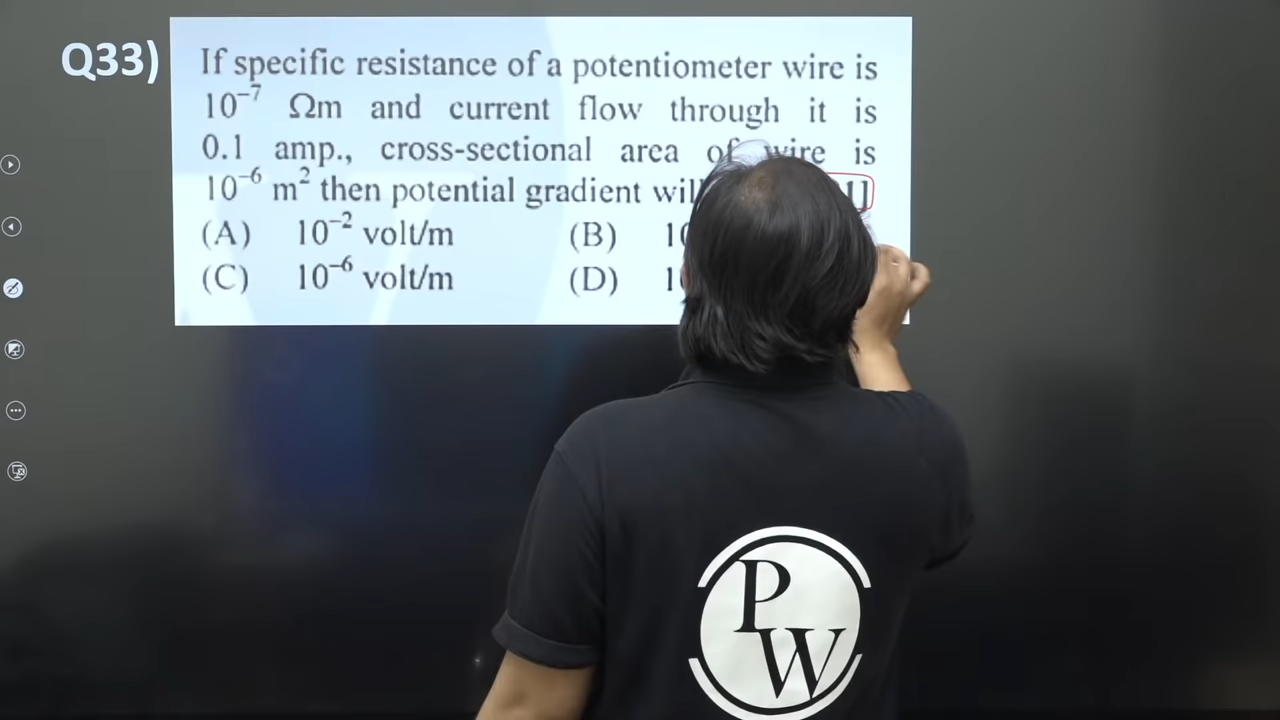 Q33)
If specific resistance of a potentiometer wire is
10⁻⁷ Ωm and current flow through it is
0.1 amp., cross-sectional area of wire is
10⁻⁶ m² then potential gradient will
(A) 10⁻² volt/m (B)
(C) 10⁻⁶ volt/m (D)
PW